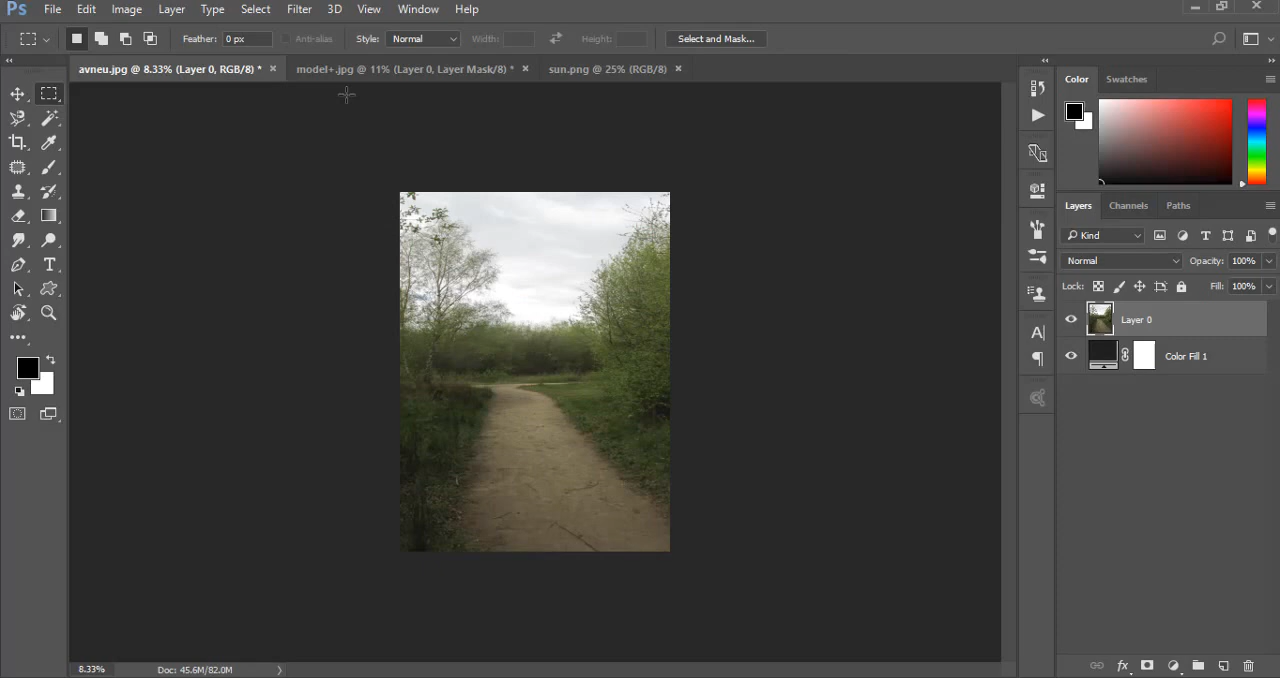 Ps File Edit Image Layer Type Select Filter 3D View Window Help
Feather: 0 px Anti-alias Style: Normal Width: Height: Select and Mask...
avneu.jpg @ 8.33% (Layer 0, RGB/8) * × model+.jpg @ 11% (Layer 0, Layer Mask/8) * × sun.png @ 25% (RGB/8) ×
Color Swatches
Layers Channels Paths
Kind
Normal Opacity: 100%
Lock: Fill: 100%
Layer 0
Color Fill 1
8.33% Doc: 45.6M/82.0M